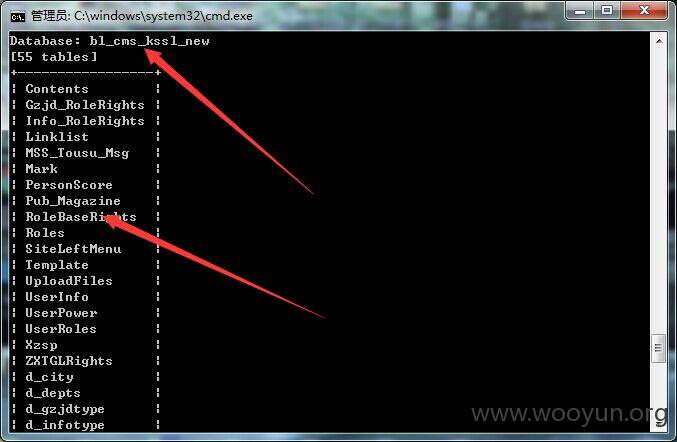 管理员: C:\windows\system32\cmd.exe
Database: bl_cms_kssl_new
[55 tables]
+------------------+
| Contents |
| Gzjd_RoleRights |
| Info_RoleRights |
| Linklist |
| MSS_Tousu_Msg |
| Mark |
| PersonScore |
| Pub_Magazine |
| RoleBaseRights |
| Roles |
| SiteLeftMenu |
| Template |
| UploadFiles |
| UserInfo |
| UserPower |
| UserRoles |
| Xzsp |
| ZXTGLRights |
| d_city |
| d_depts |
| d_gzjdtype |
| d_infotype |
www.wooyun.org